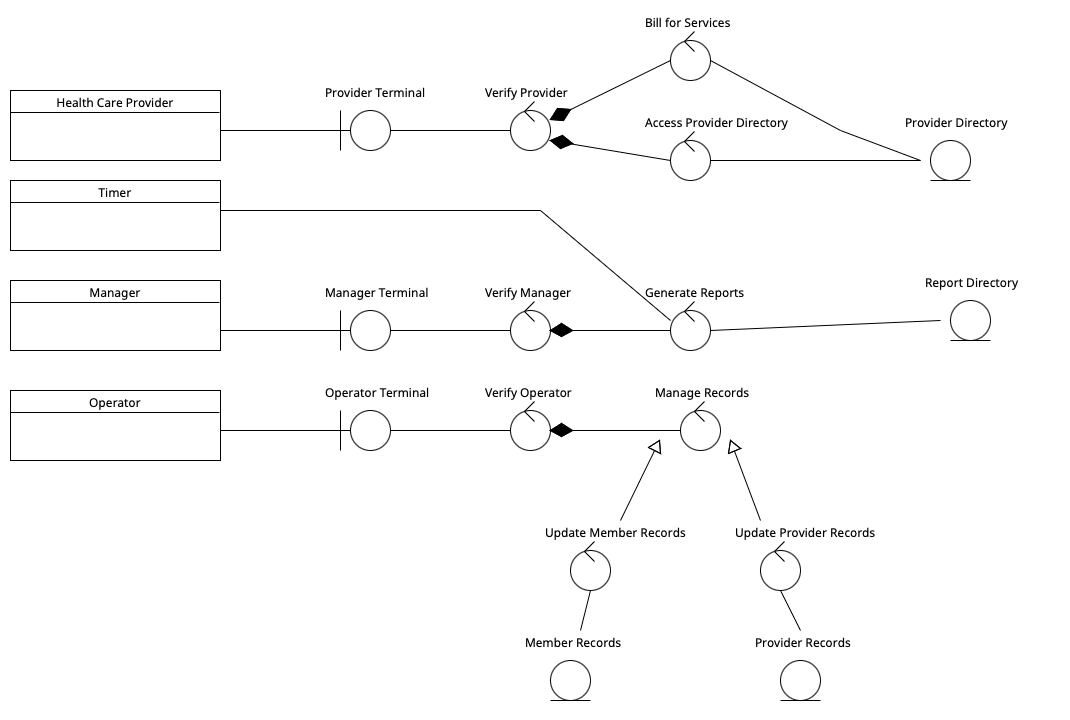 Bill for Services
Health Care Provider
Provider Terminal
Verify Provider
Access Provider Directory
Provider Directory
Timer
Manager
Manager Terminal
Verify Manager
Generate Reports
Report Directory
Operator
Operator Terminal
Verify Operator
Manage Records
Update Member Records
Update Provider Records
Member Records
Provider Records